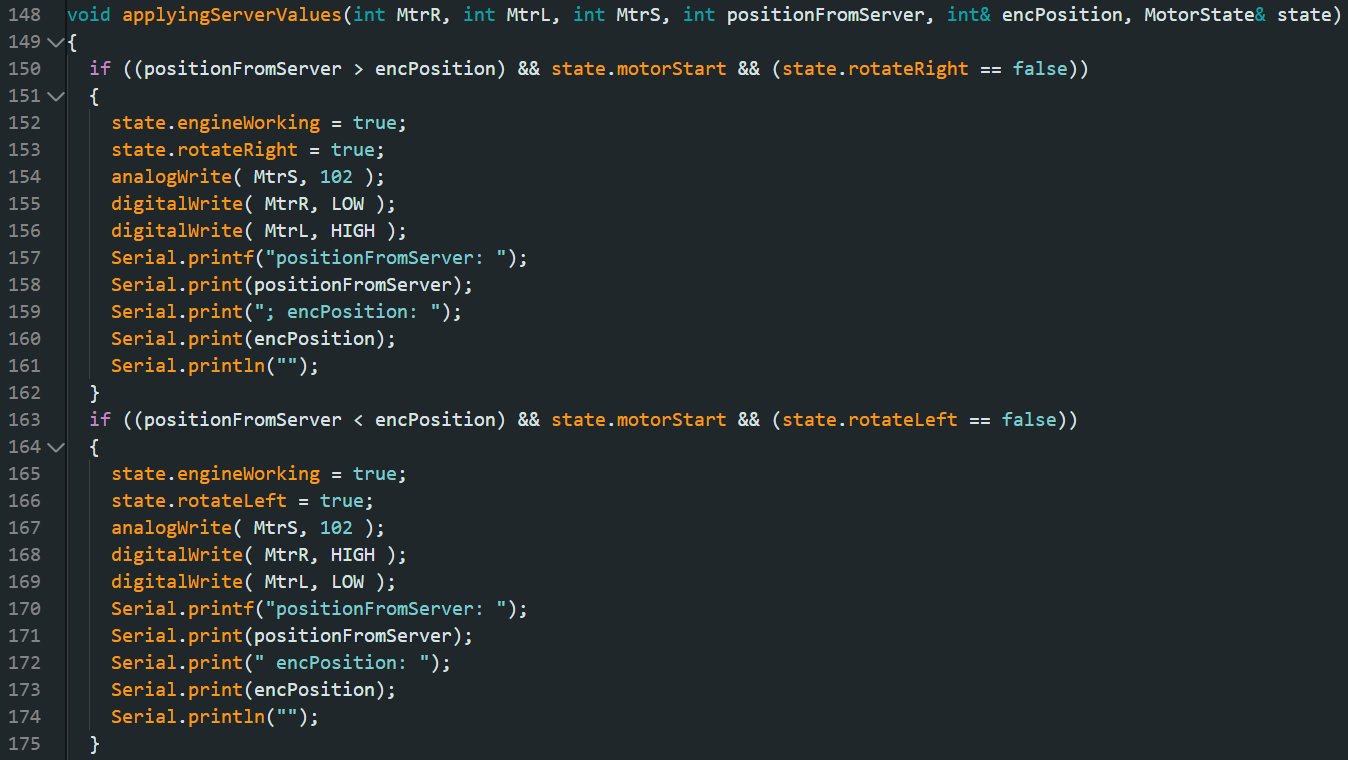 148 void applyingServerValues(int MtrR, int MtrL, int MtrS, int positionFromServer, int& encPosition, MotorState& state)
149 {
150   if ((positionFromServer > encPosition) && state.motorStart && (state.rotateRight == false))
151   {
152     state.engineWorking = true;
153     state.rotateRight = true;
154     analogWrite( MtrS, 102 );
155     digitalWrite( MtrR, LOW );
156     digitalWrite( MtrL, HIGH );
157     Serial.printf("positionFromServer: ");
158     Serial.print(positionFromServer);
159     Serial.print("; encPosition: ");
160     Serial.print(encPosition);
161     Serial.println("");
162   }
163   if ((positionFromServer < encPosition) && state.motorStart && (state.rotateLeft == false))
164   {
165     state.engineWorking = true;
166     state.rotateLeft = true;
167     analogWrite( MtrS, 102 );
168     digitalWrite( MtrR, HIGH );
169     digitalWrite( MtrL, LOW );
170     Serial.printf("positionFromServer: ");
171     Serial.print(positionFromServer);
172     Serial.print(" encPosition: ");
173     Serial.print(encPosition);
174     Serial.println("");
175   }